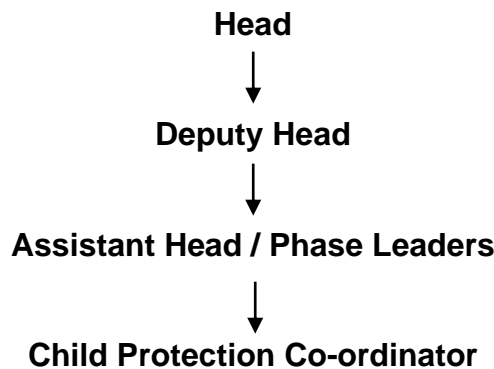 Head
Deputy Head
Assistant Head / Phase Leaders
Child Protection Co-ordinator